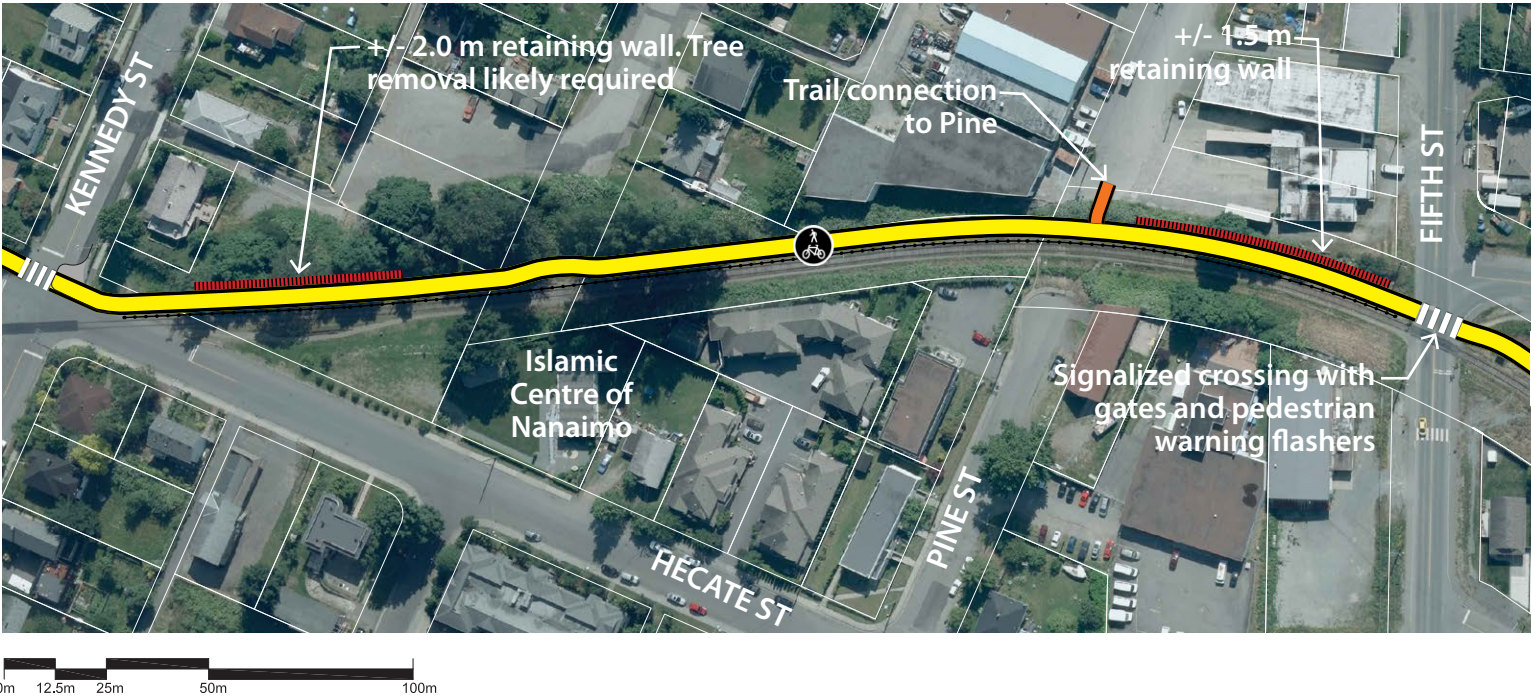 KENNEDY ST
+/- 2.0 m retaining wall. Tree
removal likely required
Trail connection
to Pine
+/- 1.5 m
retaining wall
FIFTH ST
Islamic
Centre of
Nanaimo
Signalized crossing with
gates and pedestrian
warning flashers
PINE ST
HECATE ST
0m 12.5m 25m 50m 100m